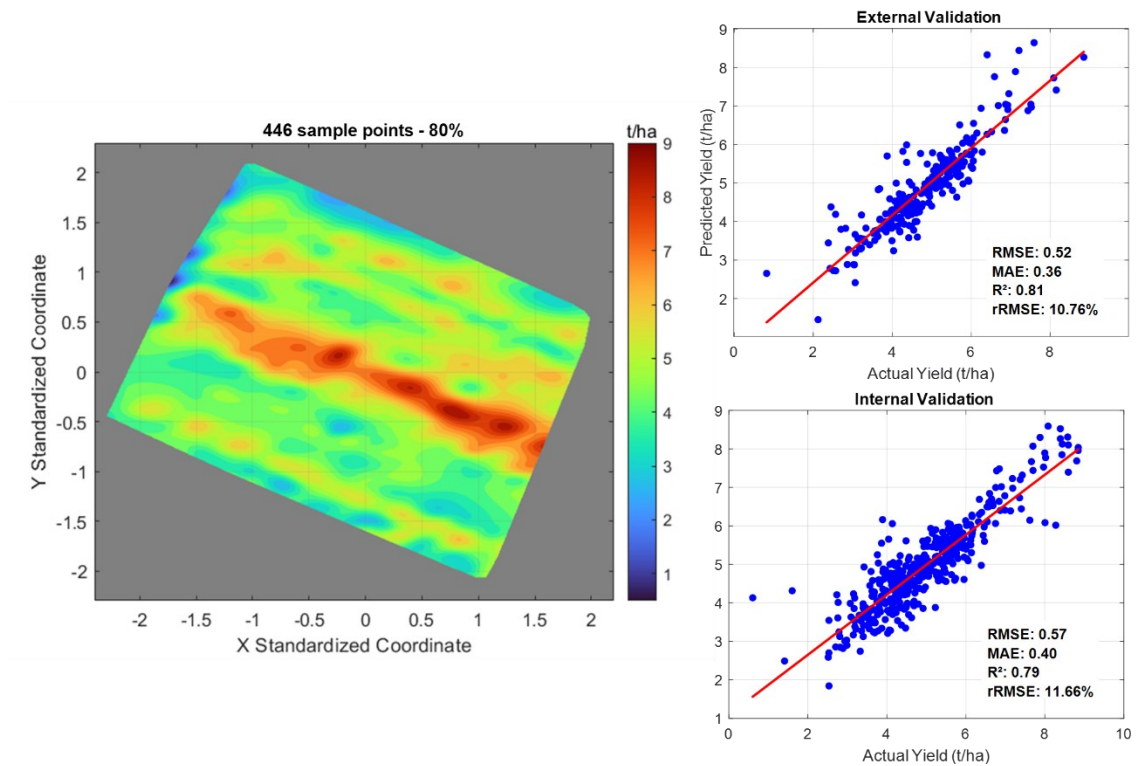 446 sample points - 80%
t/ha
9
8
7
6
5
4
3
2
1
Y Standardized Coordinate
2
1.5
1
0.5
0
-0.5
-1
-1.5
-2
-2 -1.5 -1 -0.5 0 0.5 1 1.5 2
X Standardized Coordinate
External Validation
Predicted Yield (t/ha)
9
8
7
6
5
4
3
2
RMSE: 0.52
MAE: 0.36
R²: 0.81
rRMSE: 10.76%
0 2 4 6 8
Actual Yield (t/ha)
Internal Validation
9
8
7
6
5
4
3
2
1
RMSE: 0.57
MAE: 0.40
R²: 0.79
rRMSE: 11.66%
0 2 4 6 8 10
Actual Yield (t/ha)